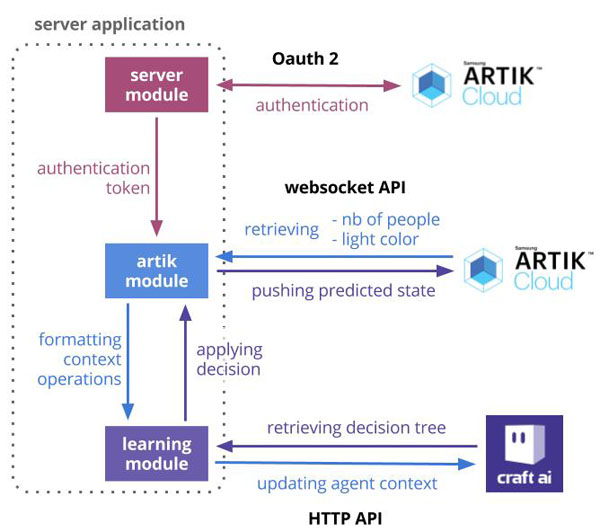 server application
server
module
Oauth 2
authentication
Samsung
ARTIK™
Cloud
authentication
token
websocket API
retrieving
- nb of people
- light color
artik
module
pushing predicted state
Samsung
ARTIK™
Cloud
formatting
context
operations
applying
decision
learning
module
retrieving decision tree
updating agent context
craft ai
HTTP API